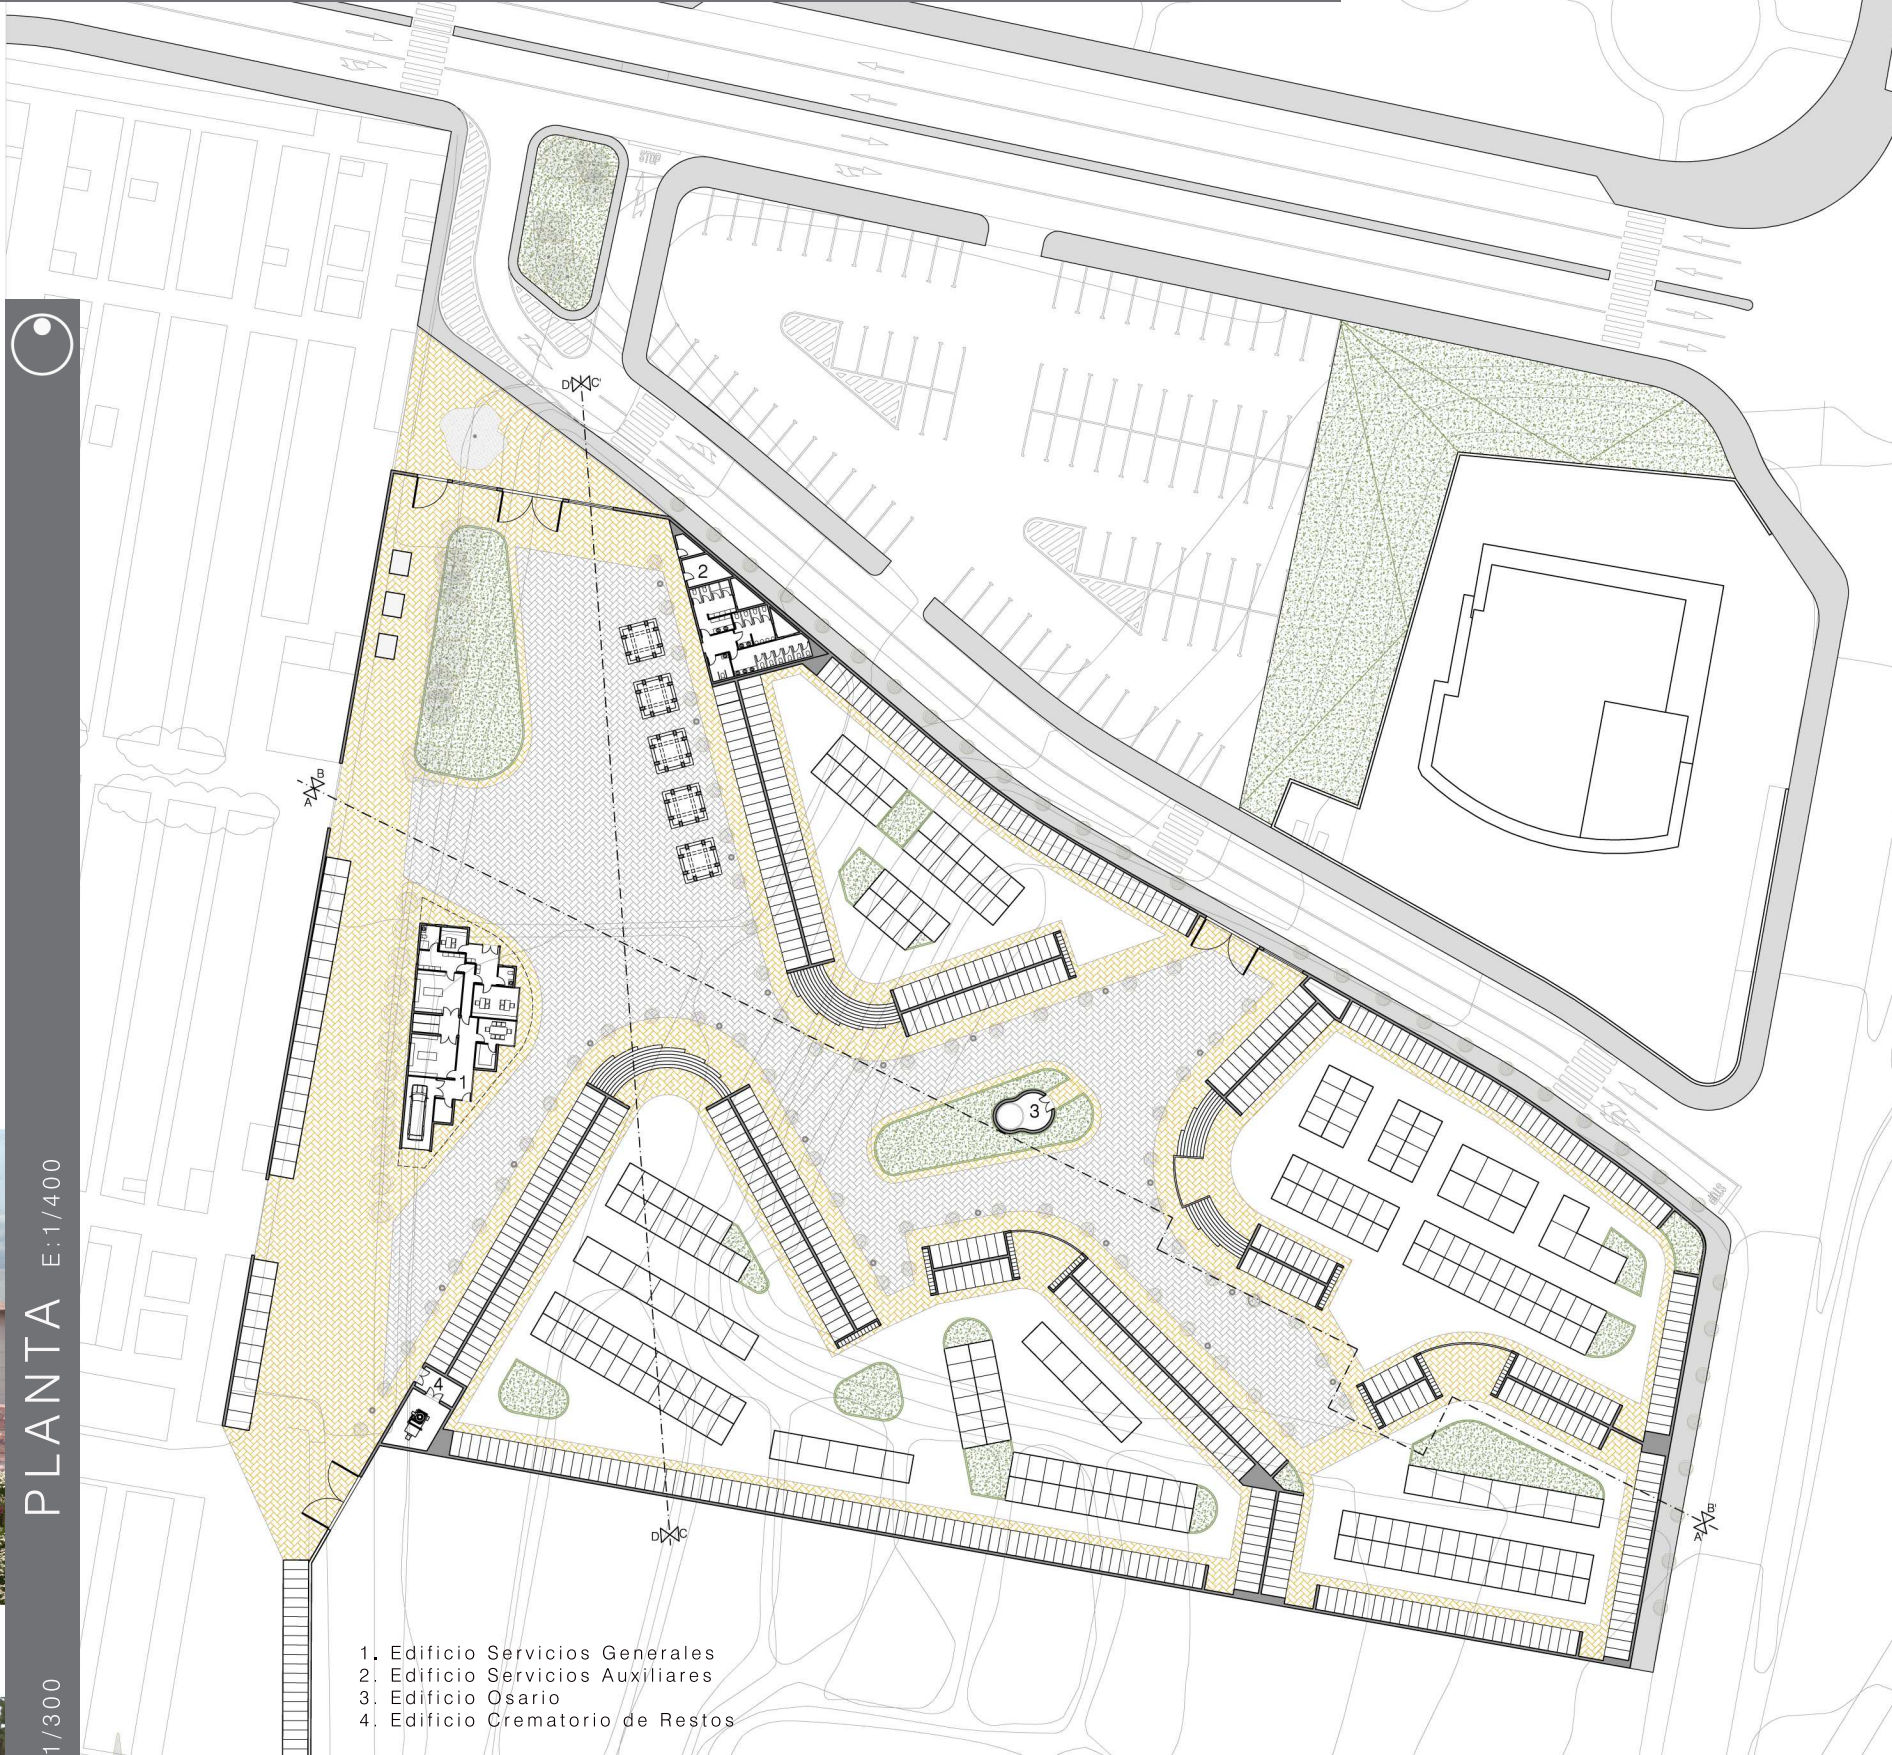 STOP
D' C'
2
B
A
1
3
4
D C
B'
A'
BUS
PLANTA E:1/400
1/300
1. Edificio Servicios Generales
2. Edificio Servicios Auxiliares
3. Edificio Osario
4. Edificio Crematorio de Restos